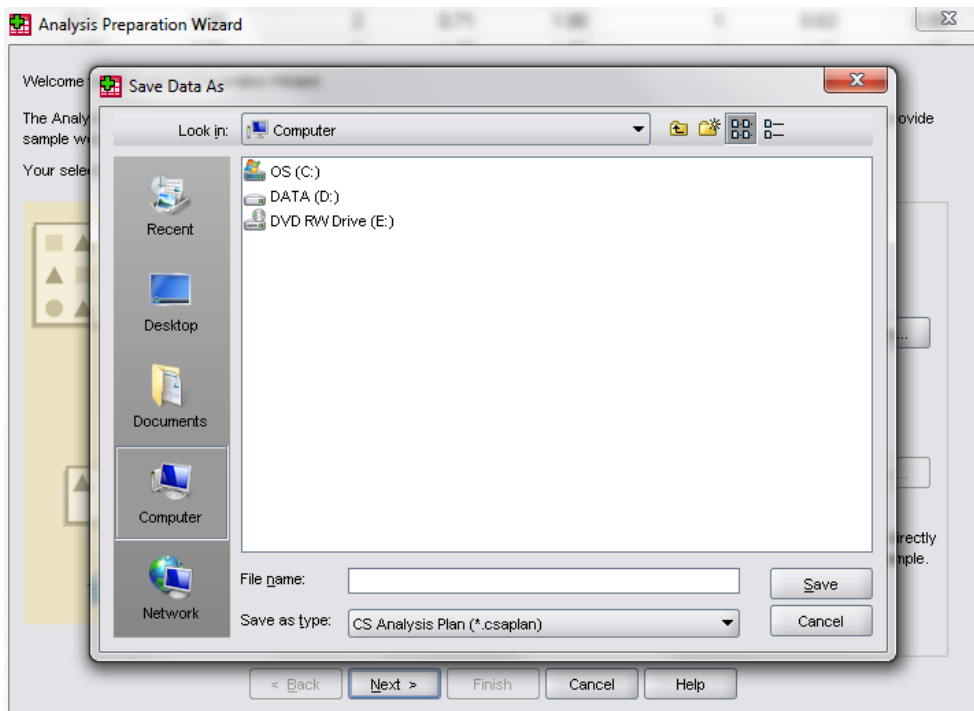 Analysis Preparation Wizard
Welcome
Save Data As
The Analy
ovide
sample w
Your sele
Look in:
Computer
OS (C:)
DATA (D:)
DVD RW Drive (E:)
Recent
Desktop
Documents
Computer
Network
...
...
irectly
mple.
File name:
Save
Save as type:
CS Analysis Plan (*.csaplan)
Cancel
< Back
Next >
Finish
Cancel
Help